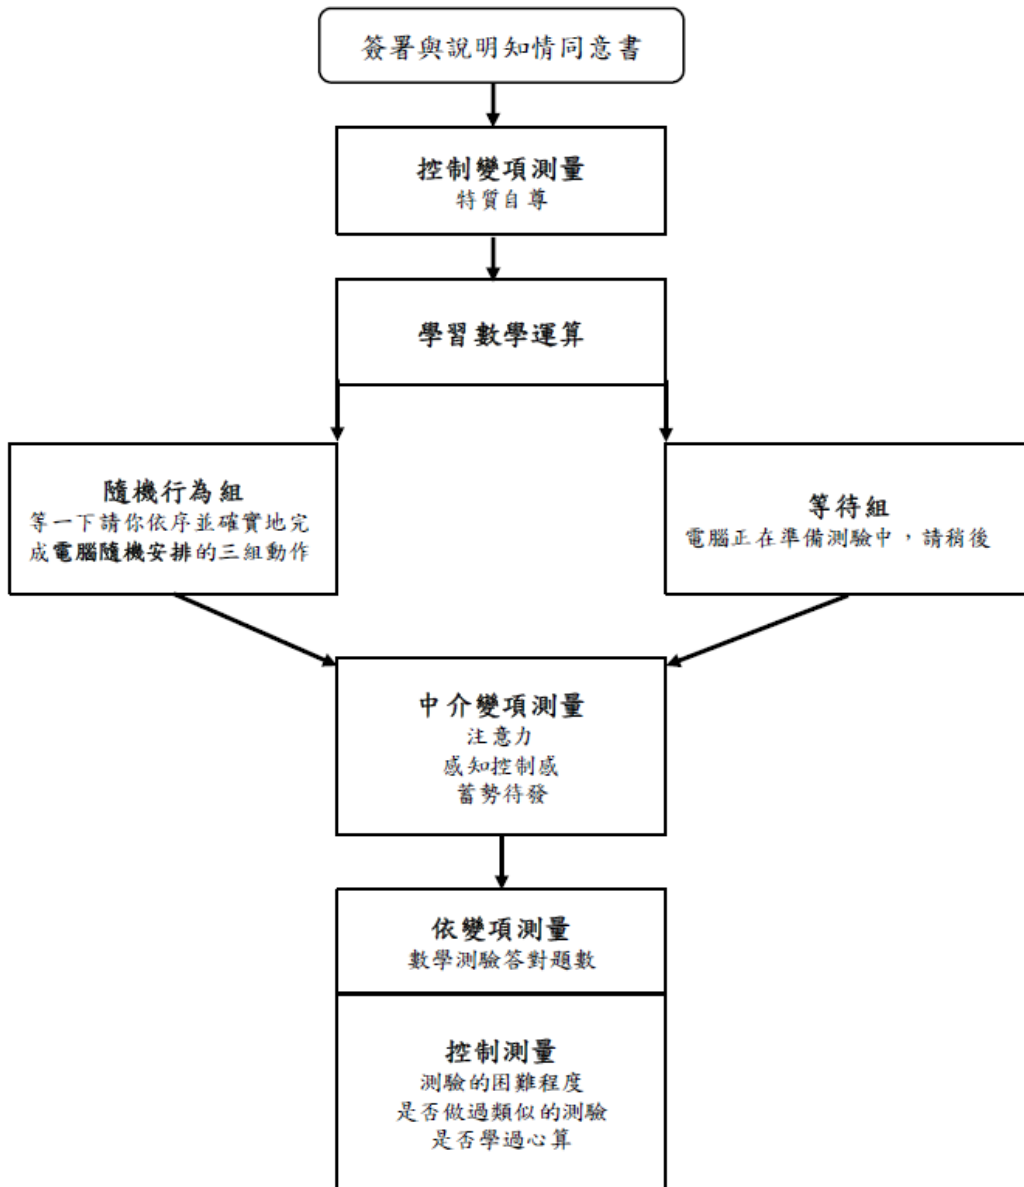 簽署與說明知情同意書
控制變項測量
特質自尊
學習數學運算
隨機行為組
等一下請你依序並確實地完
成電腦隨機安排的三組動作
等待組
電腦正在準備測驗中，請稍後
中介變項測量
注意力
感知控制感
蓄勢待發
依變項測量
數學測驗答對題數
控制測量
測驗的困難程度
是否做過類似的測驗
是否學過心算